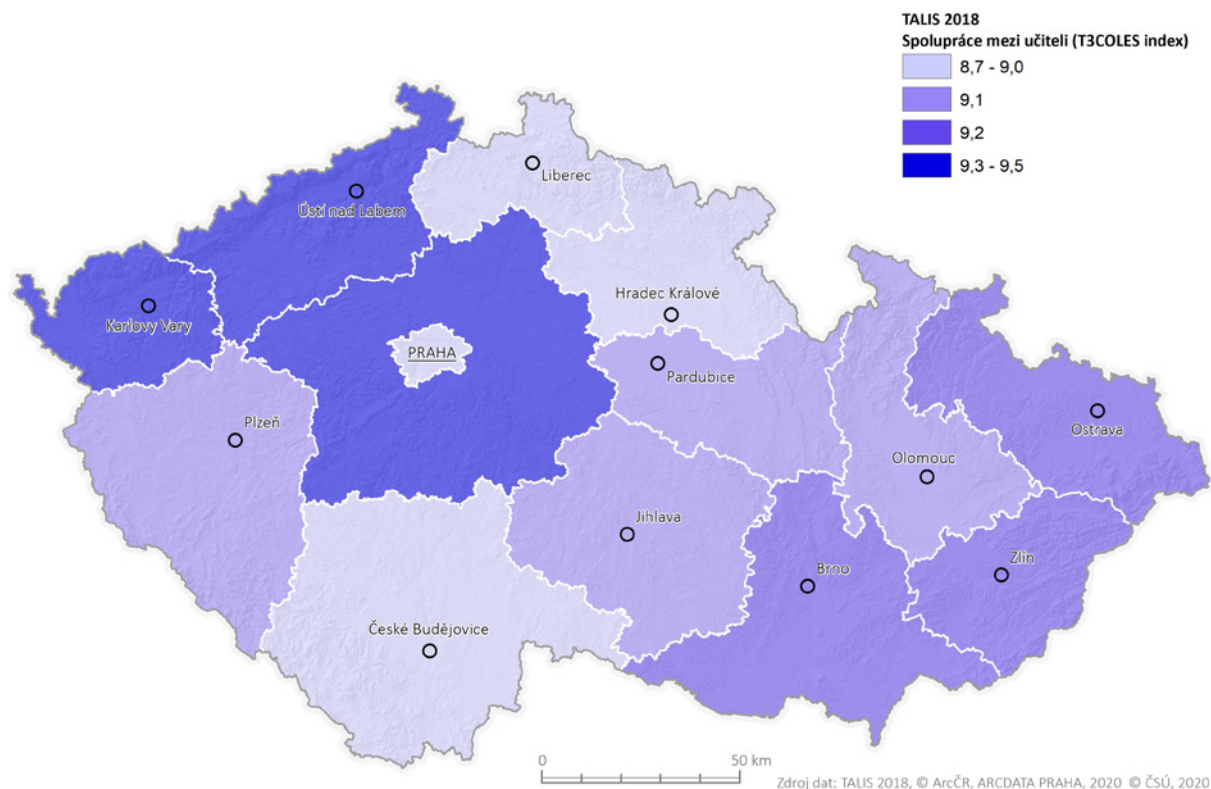 TALIS 2018
Spolupráce mezi učiteli (T3COLES index)
8,7 - 9,0
9,1
9,2
9,3 - 9,5
Liberec
Ústí nad Labem
Hradec Králové
Karlovy Vary
PRAHA
Pardubice
Plzeň
Ostrava
Olomouc
Jihlava
Zlín
Brno
České Budějovice
0 50 km
Zdroj dat: TALIS 2018, © ArcČR, ARCDATA PRAHA, 2020 © ČSÚ, 2020